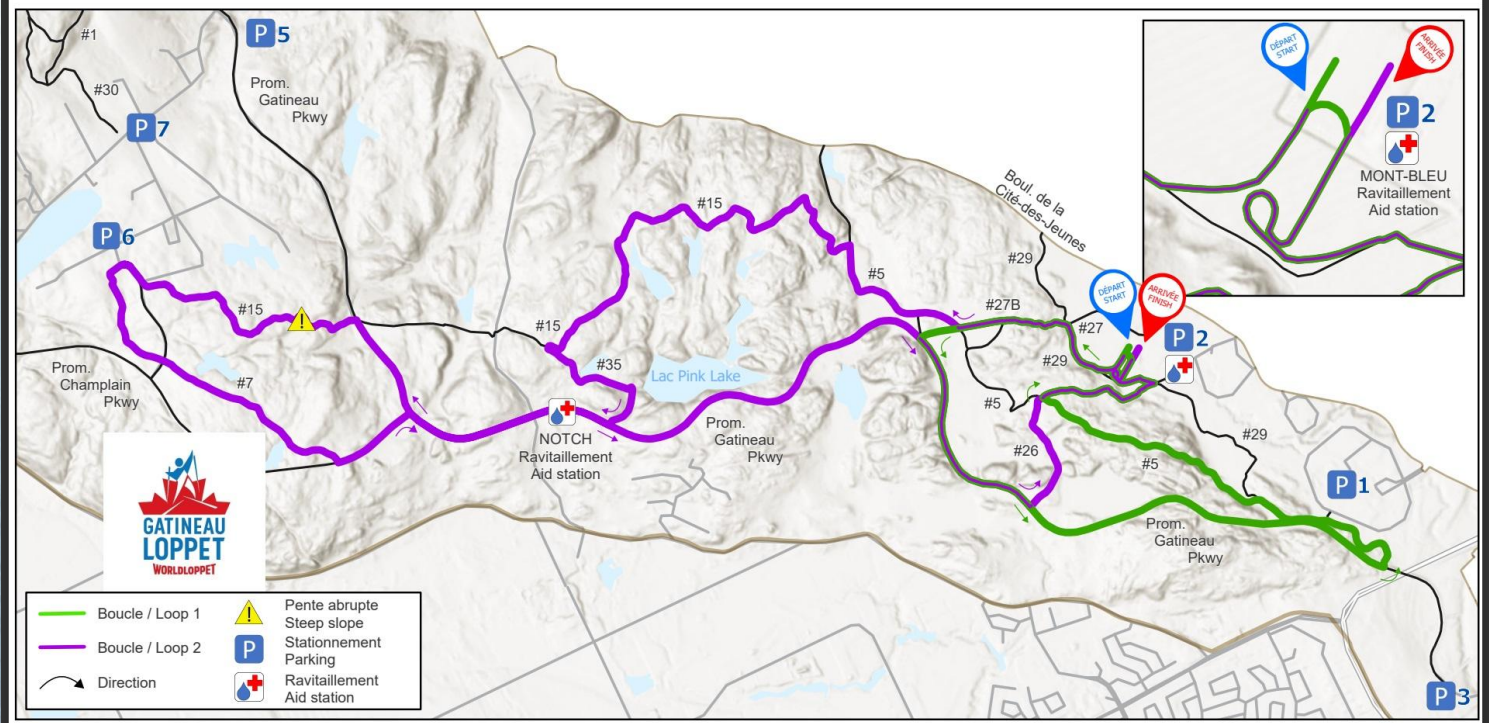 #1
P 5
#30
Prom.
Gatineau
Pkwy
P 7
P 6
#15
!
#7
Prom.
Champlain
Pkwy
#15
#15
#35
Lac Pink Lake
NOTCH
Ravitaillement
Aid station
Prom.
Gatineau
Pkwy
#5
Boul. de la
Cité-des-Jeunes
#29
#27B
#27
DÉPART
START
ARRIVÉE
FINISH
P 2
#29
#5
#26
#5
#29
P 1
Prom.
Gatineau
Pkwy
P 3
DÉPART
START
ARRIVÉE
FINISH
P 2
MONT-BLEU
Ravitaillement
Aid station
GATINEAU
LOPPET
WORLDLOPPET
Boucle / Loop 1
Boucle / Loop 2
Direction
!
Pente abrupte
Steep slope
P
Stationnement
Parking
Ravitaillement
Aid station